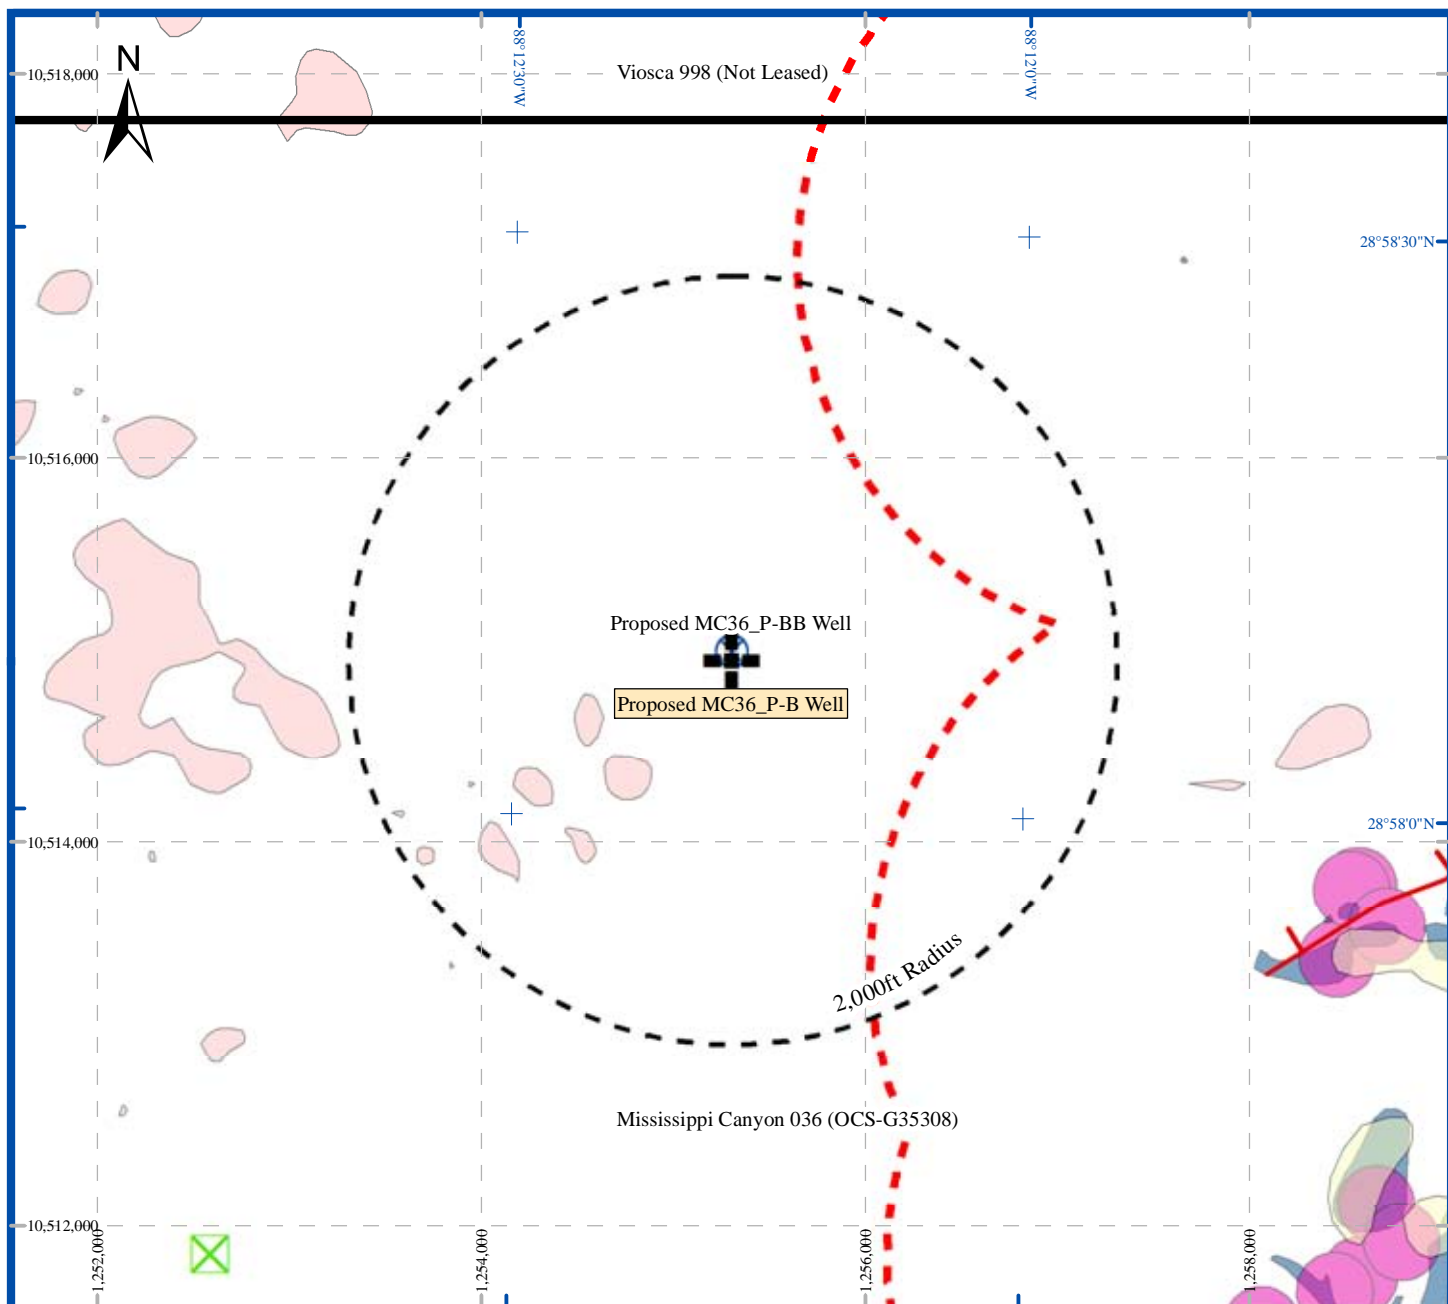 N
88°12'30"W
88°12'0"W
10,518,000
Viosca 998 (Not Leased)
28°58'30"N
10,516,000
Proposed MC36_P-BB Well
Proposed MC36_P-B Well
28°58'0"N
10,514,000
2,000ft Radius
Mississippi Canyon 036 (OCS-G35308)
10,512,000
1,252,000
1,254,000
1,256,000
1,258,000